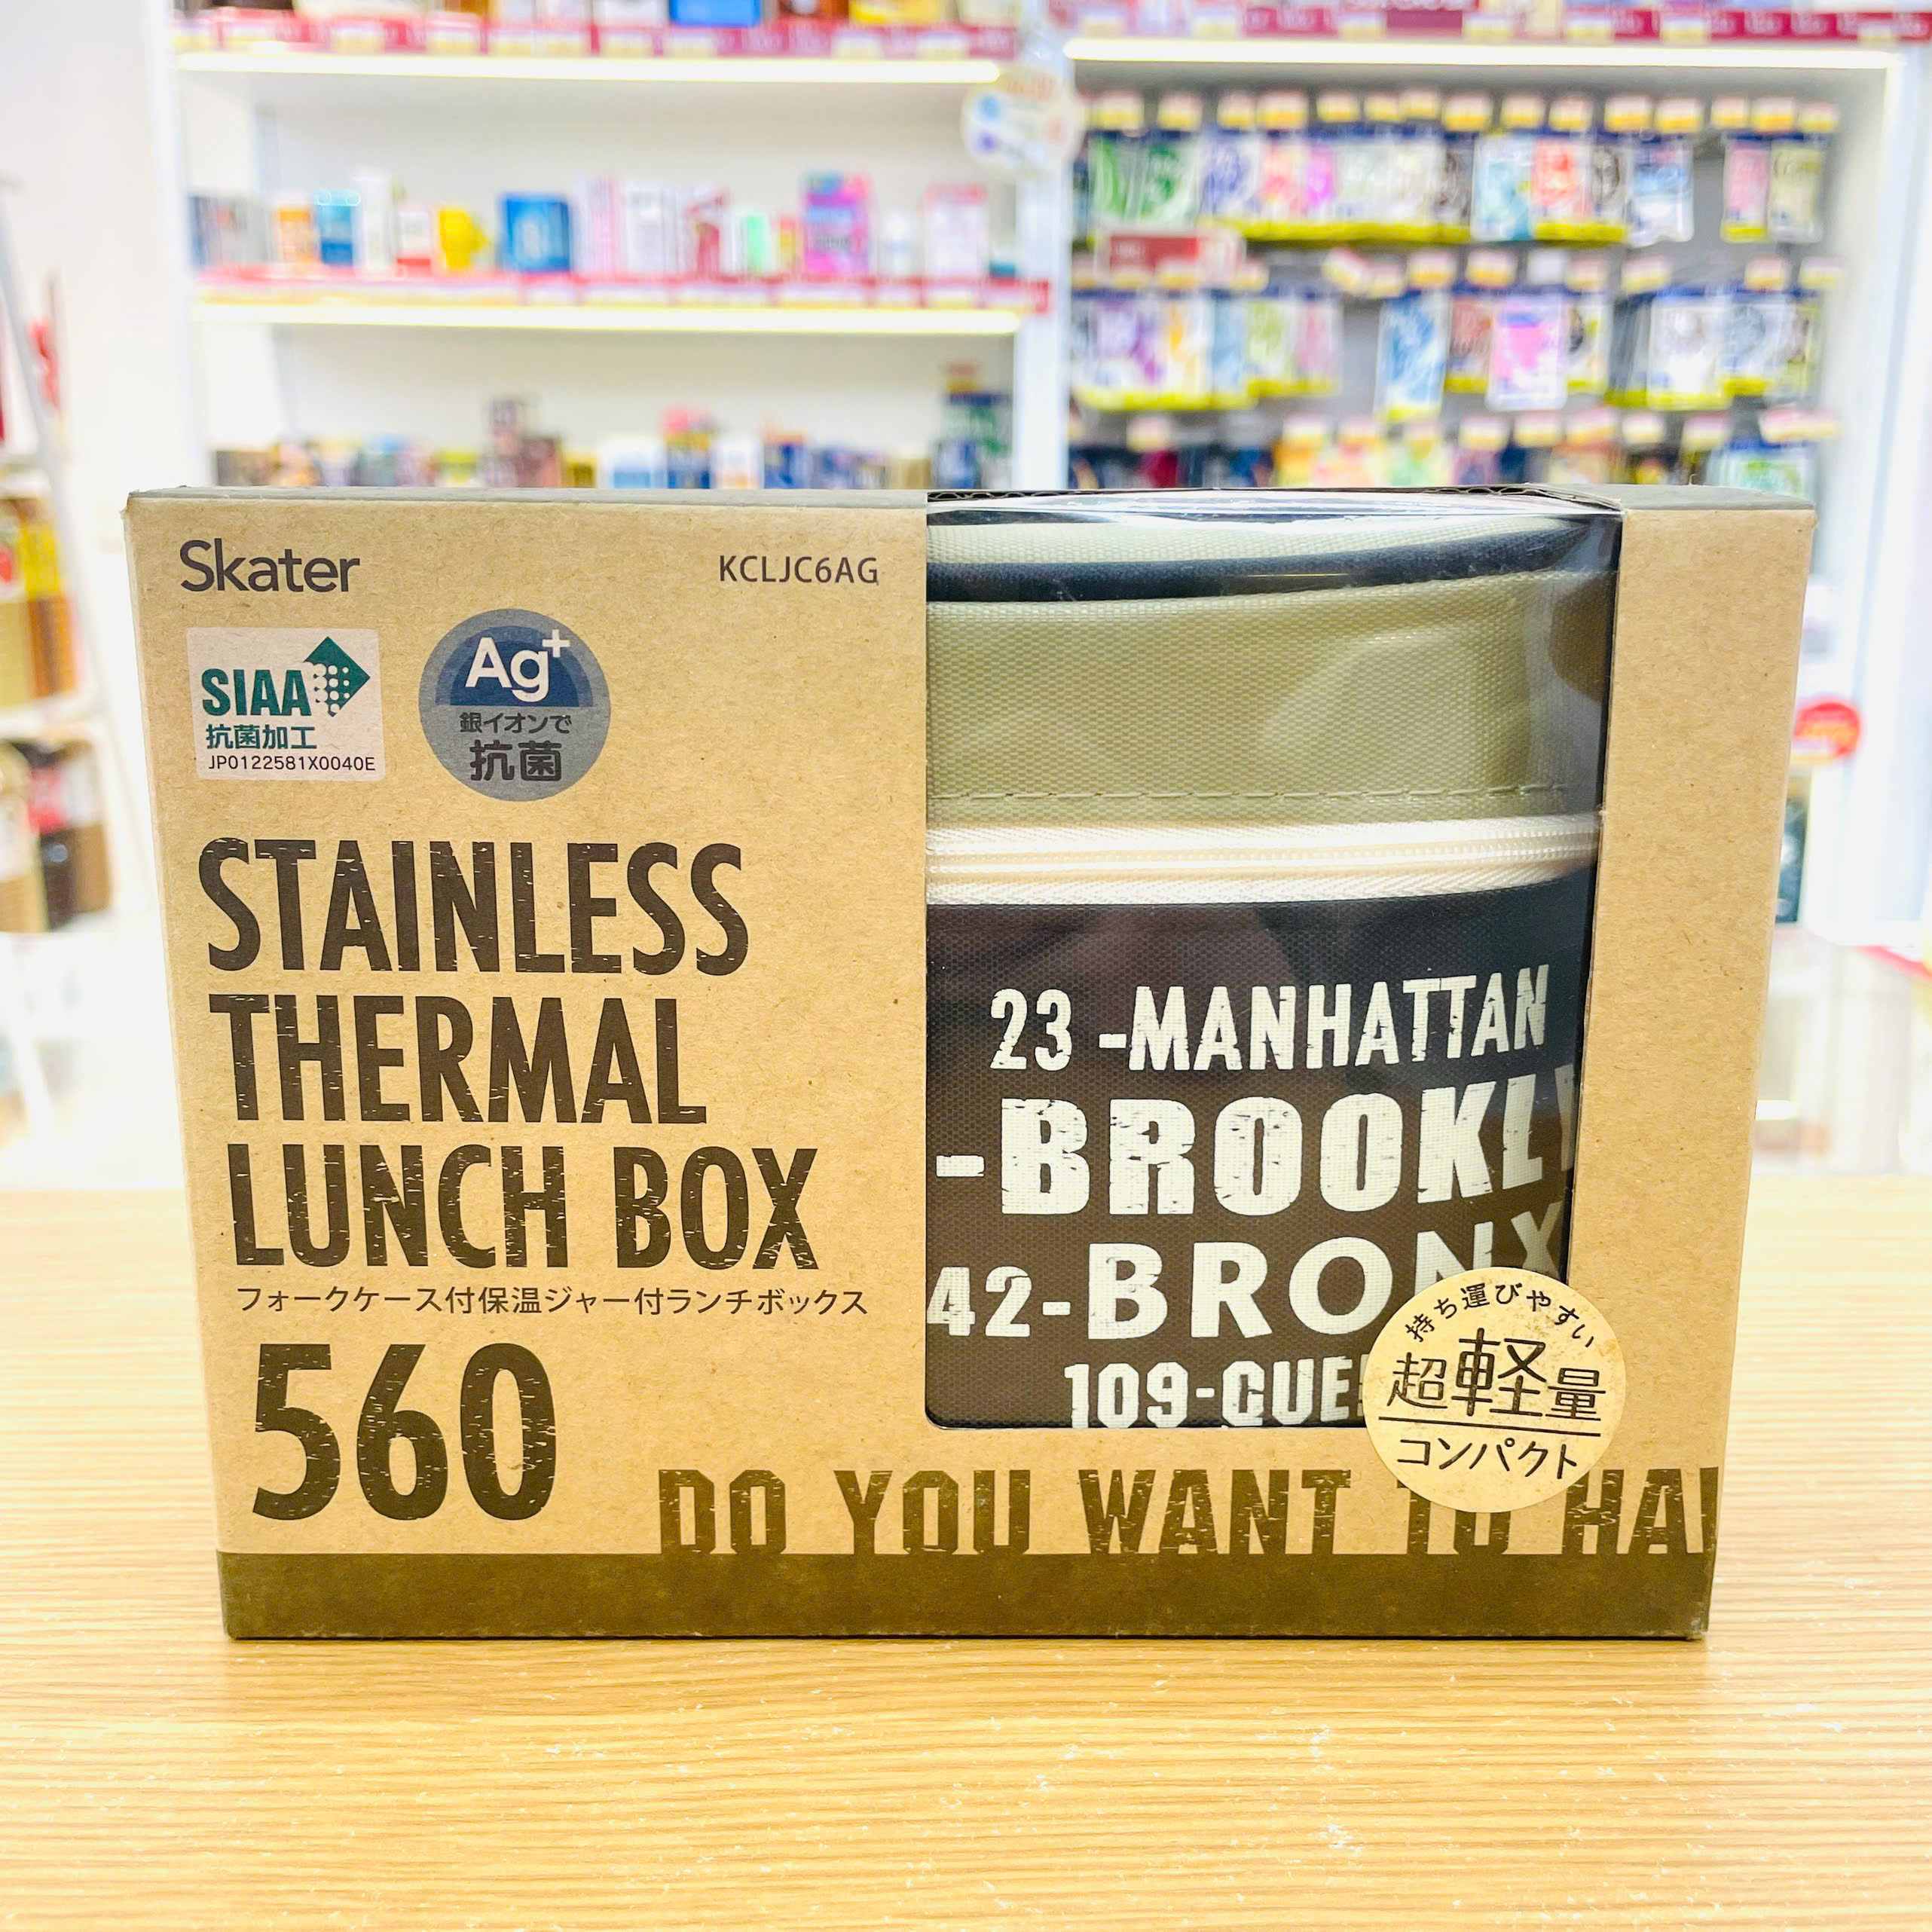 Skater
KCLJC6AG
SIAA
抗菌加工
JP0122581X0040E
Ag+
銀イオンで
抗菌
STAINLESS
THERMAL
LUNCH BOX
フォークケース付保温ジャー付ランチボックス
560
DO YOU WANT TO HA
23 -MANHATTAN
-BROOKLY
42-BRONX
109-QUE
持ち運びやすい
超軽量
コンパクト